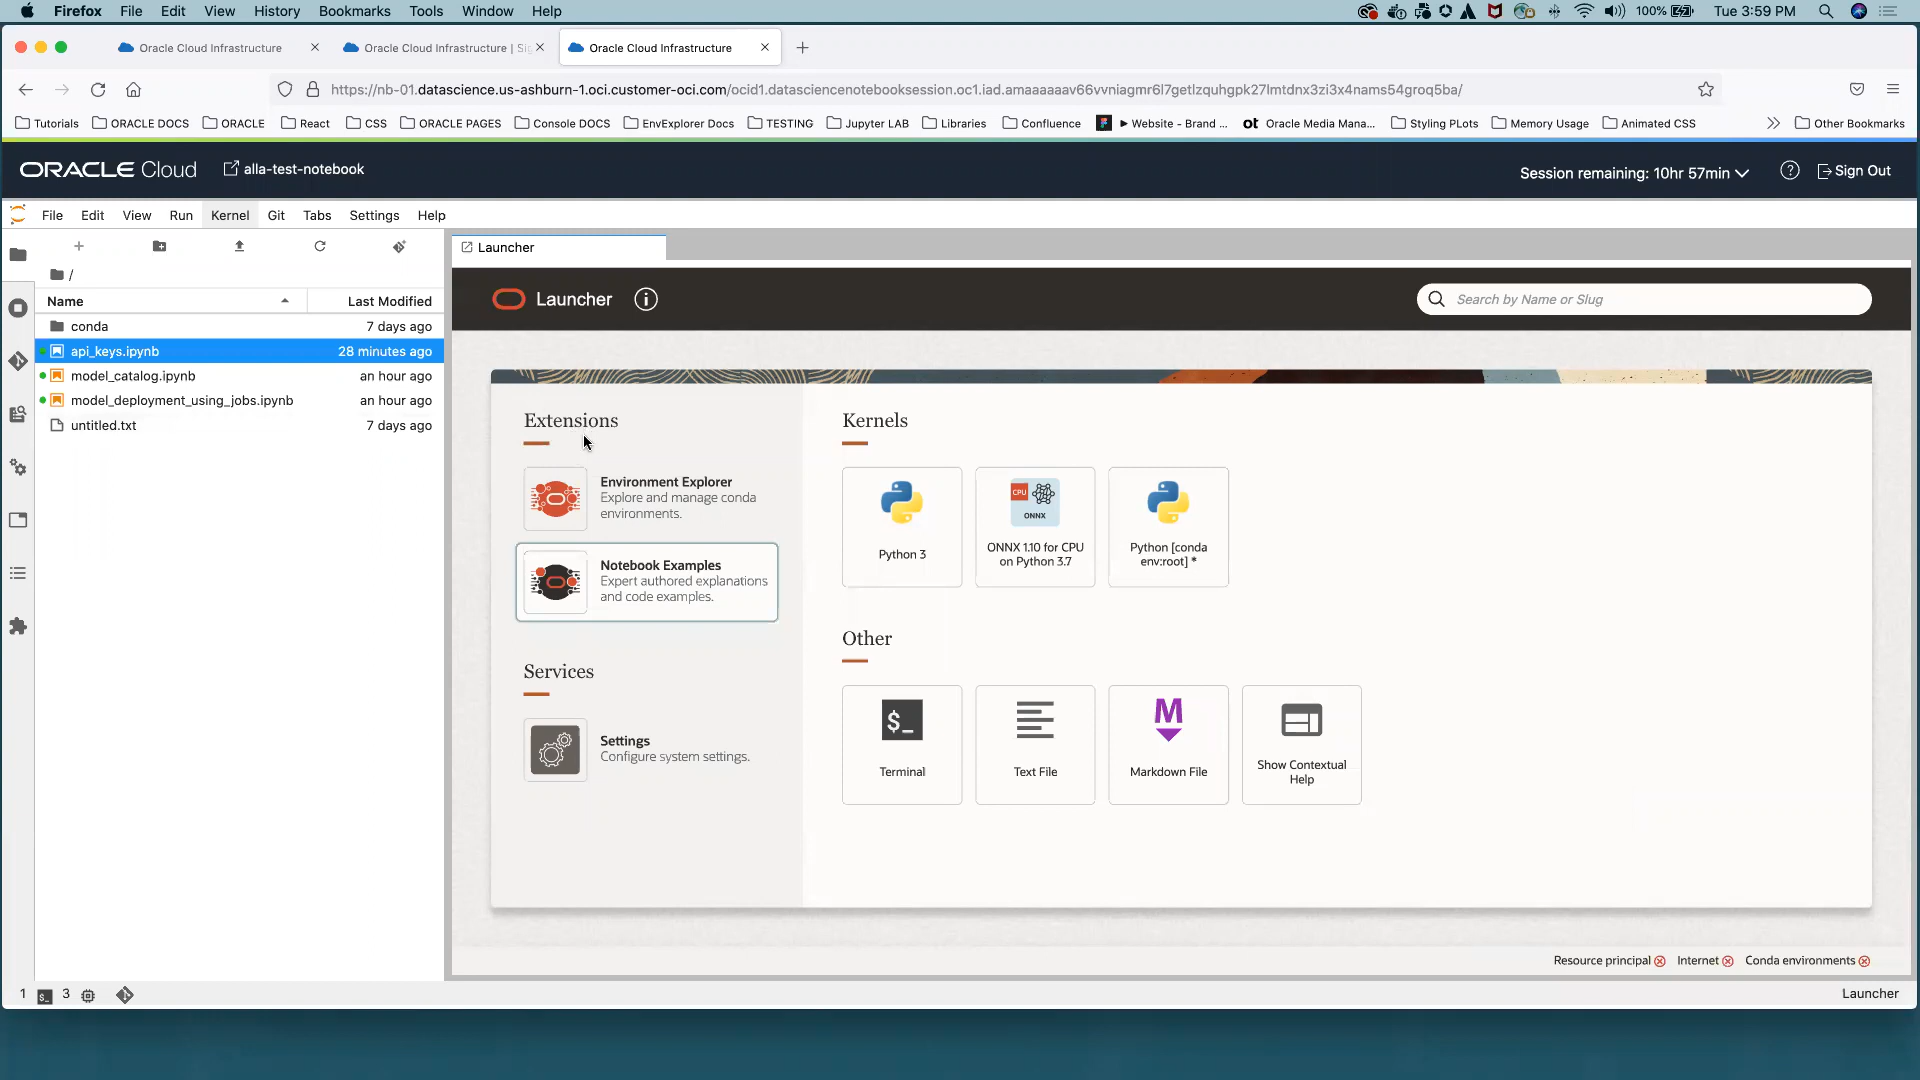 Firefox File Edit View History Bookmarks Tools Window Help 100% Tue 3:59 PM
Oracle Cloud Infrastructure Oracle Cloud Infrastructure | Si Oracle Cloud Infrastructure
https://nb-01.datascience.us-ashburn-1.oci.customer-oci.com/ocid1.datasciencenotebooksession.oc1.iad.amaaaaaav66vvniagmr6l7getlzquhgpk27lmtdnx3zi3x4nams54groq5ba/
Tutorials ORACLE DOCS ORACLE React CSS ORACLE PAGES Console DOCS EnvExplorer Docs TESTING Jupyter LAB Libraries Confluence ► Website - Brand ... ot Oracle Media Mana... Styling PLots Memory Usage Animated CSS Other Bookmarks
ORACLE Cloud alla-test-notebook Session remaining: 10hr 57min Sign Out
File Edit View Run Kernel Git Tabs Settings Help
Launcher
/
Name Last Modified
conda 7 days ago
api_keys.ipynb 28 minutes ago
model_catalog.ipynb an hour ago
model_deployment_using_jobs.ipynb an hour ago
untitled.txt 7 days ago
Launcher Search by Name or Slug
Extensions
Environment Explorer
Explore and manage conda
environments.
Notebook Examples
Expert authored explanations
and code examples.
Services
Settings
Configure system settings.
Kernels
Python 3
CPU
ONNX
ONNX 1.10 for CPU
on Python 3.7
Python [conda
env:root] *
Other
$_
Terminal
Text File
M
Markdown File
Show Contextual
Help
Resource principal Internet Conda environments
1 $_ 3 Launcher